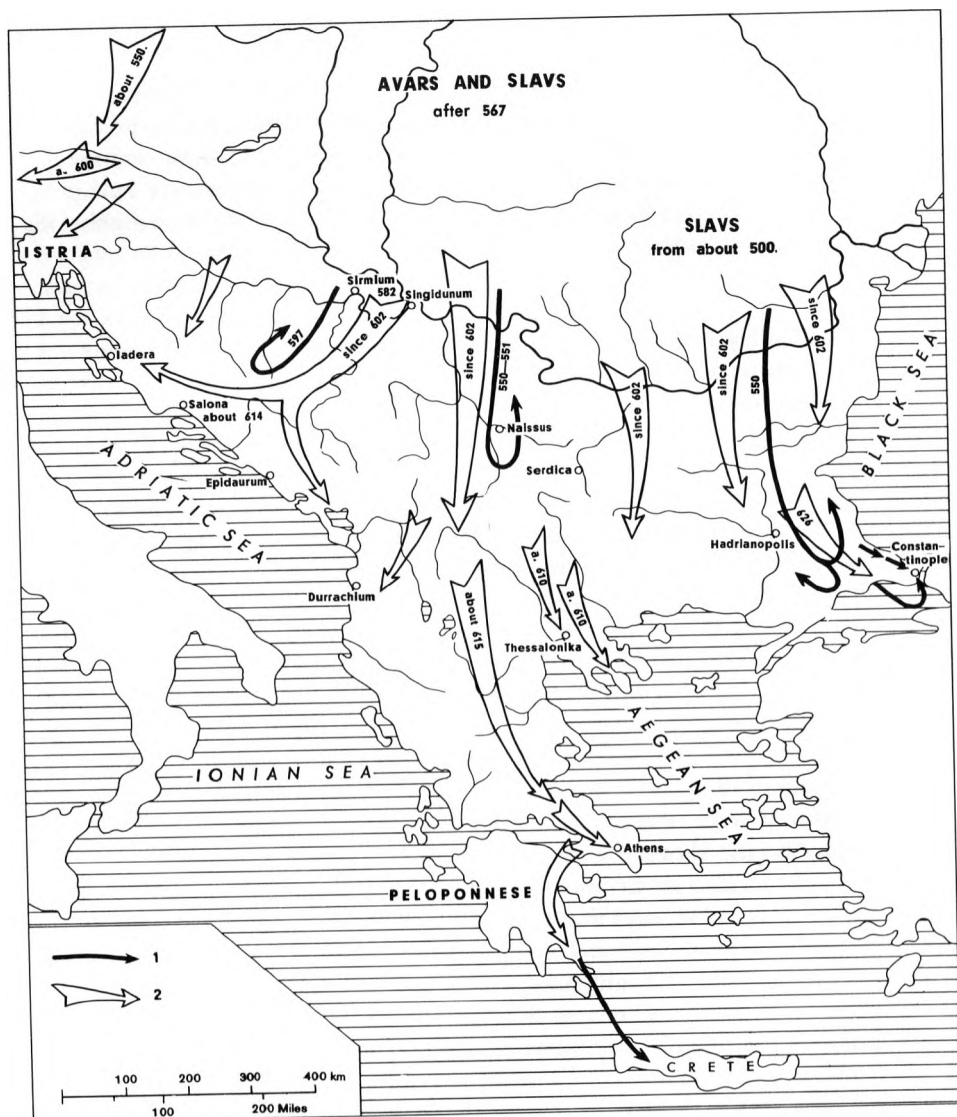 about 550.
AVARS AND SLAVS
after 567
a. 600
SLAVS
from about 500.
ISTRIA
Sirmium
582
Singidunum
since 602
597
since 602
550—551
since 602
since 602
550
since 602
BLACK SEA
Iadera
Salona
about 614
Naissus
Serdica
ADRIATIC SEA
Epidaurum
626
Hadrianopolis
Constan-
tinople
Durrachium
a. 610
a. 610
about 615
Thessalonika
AEGEAN SEA
IONIAN SEA
Athens
PELOPONNESE
1
2
CRETE
100 200 300 400 km
100 200 Miles